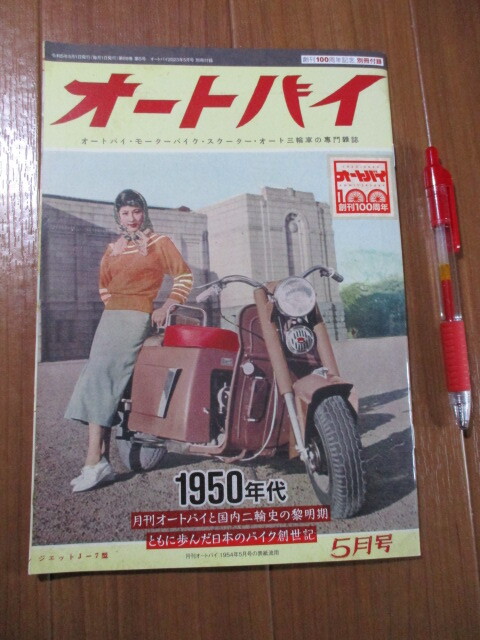 創刊100周年記念 別冊付録
オートバイ
オートバイ・モーターバイク・スクーター・オート三輪車の専門雜誌
オートバイ
100
創刊100周年
1950年代
月刊オートバイと国内二輪史の黎明期
ともに歩んだ日本のバイク創世記
ジェットJ-7型
月刊オートバイ1954年5月号の表紙流用
5月号